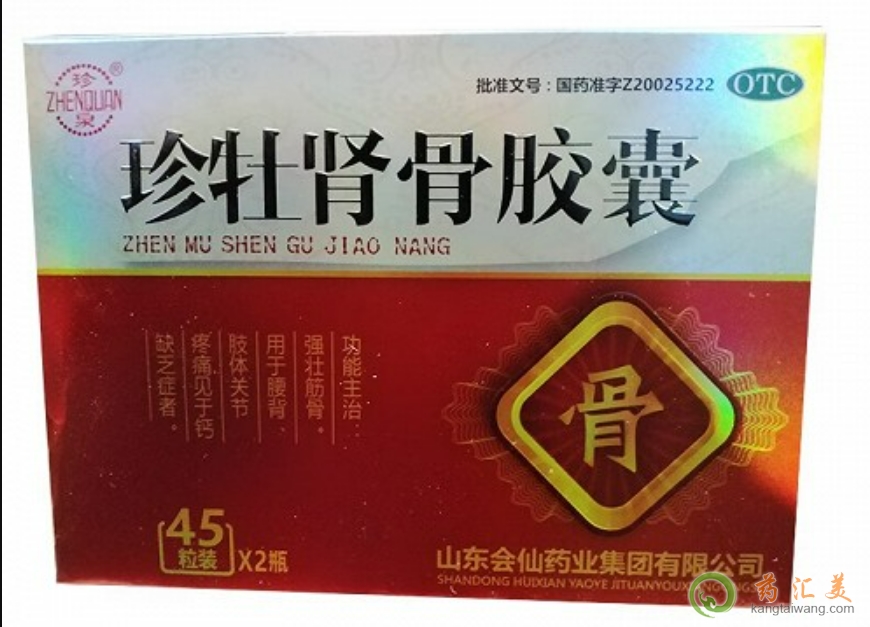 珍
ZHENQUAN
泉
®
批准文号：国药准字Z20025222
OTC
珍牡肾骨胶囊
ZHEN MU SHEN GU JIAO NANG
功能主治：
强壮筋骨。
用于腰背、
肢体关节
疼痛见于钙
缺乏症者。
骨
45
粒装
X2瓶
山东会仙药业集团有限公司
SHANDONG HUIXIAN YAOYE JITUANYOUXIAN
药汇美
kangtaiwang.com